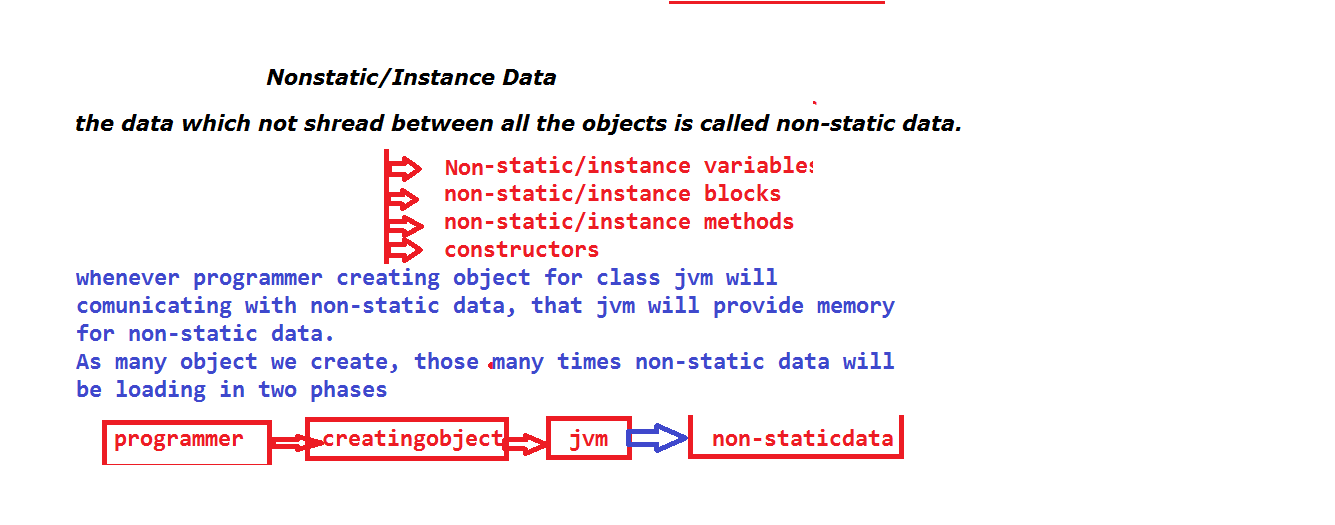 Nonstatic/Instance Data
the data which not shread between all the objects is called non-static data.
Non-static/instance variables
non-static/instance blocks
non-static/instance methods
constructors
whenever programmer creating object for class jvm will
comunicating with non-static data, that jvm will provide memory
for non-static data.
As many object we create, those many times non-static data will
be loading in two phases
programmer creatingobject jvm non-staticdata